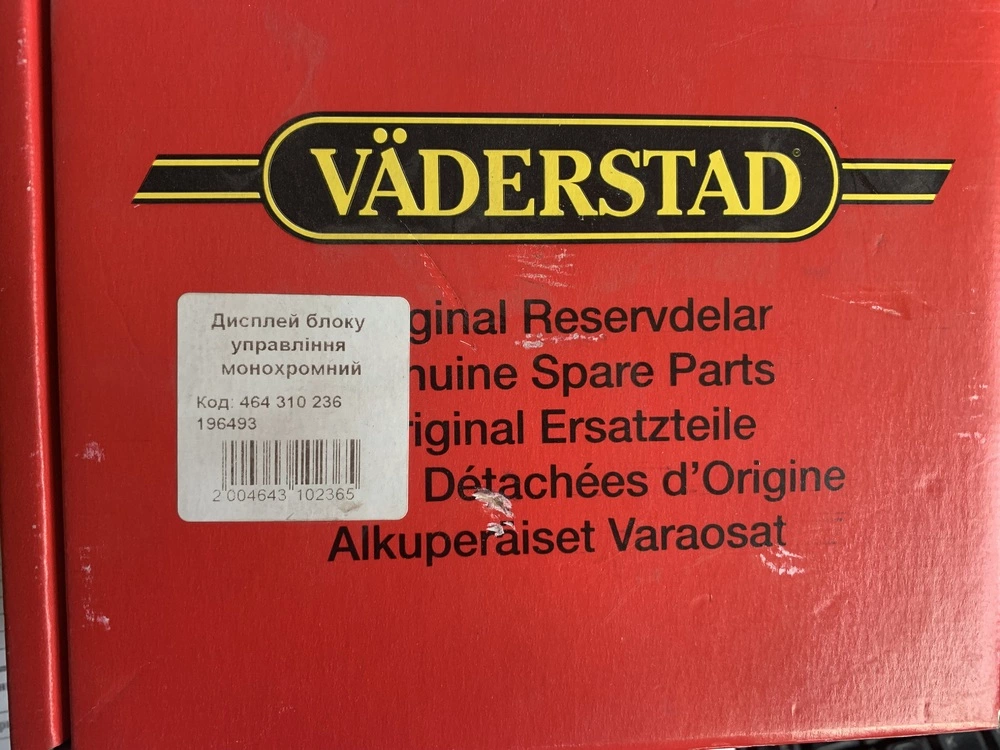 VÄDERSTAD
Дисплей блоку
управління
монохромний
Код: 464 310 236
196493
2 004643 102365
ginal Reservdelar
nuine Spare Parts
riginal Ersatzteile
Détachées d'Origine
Alkuperäiset Varaosat